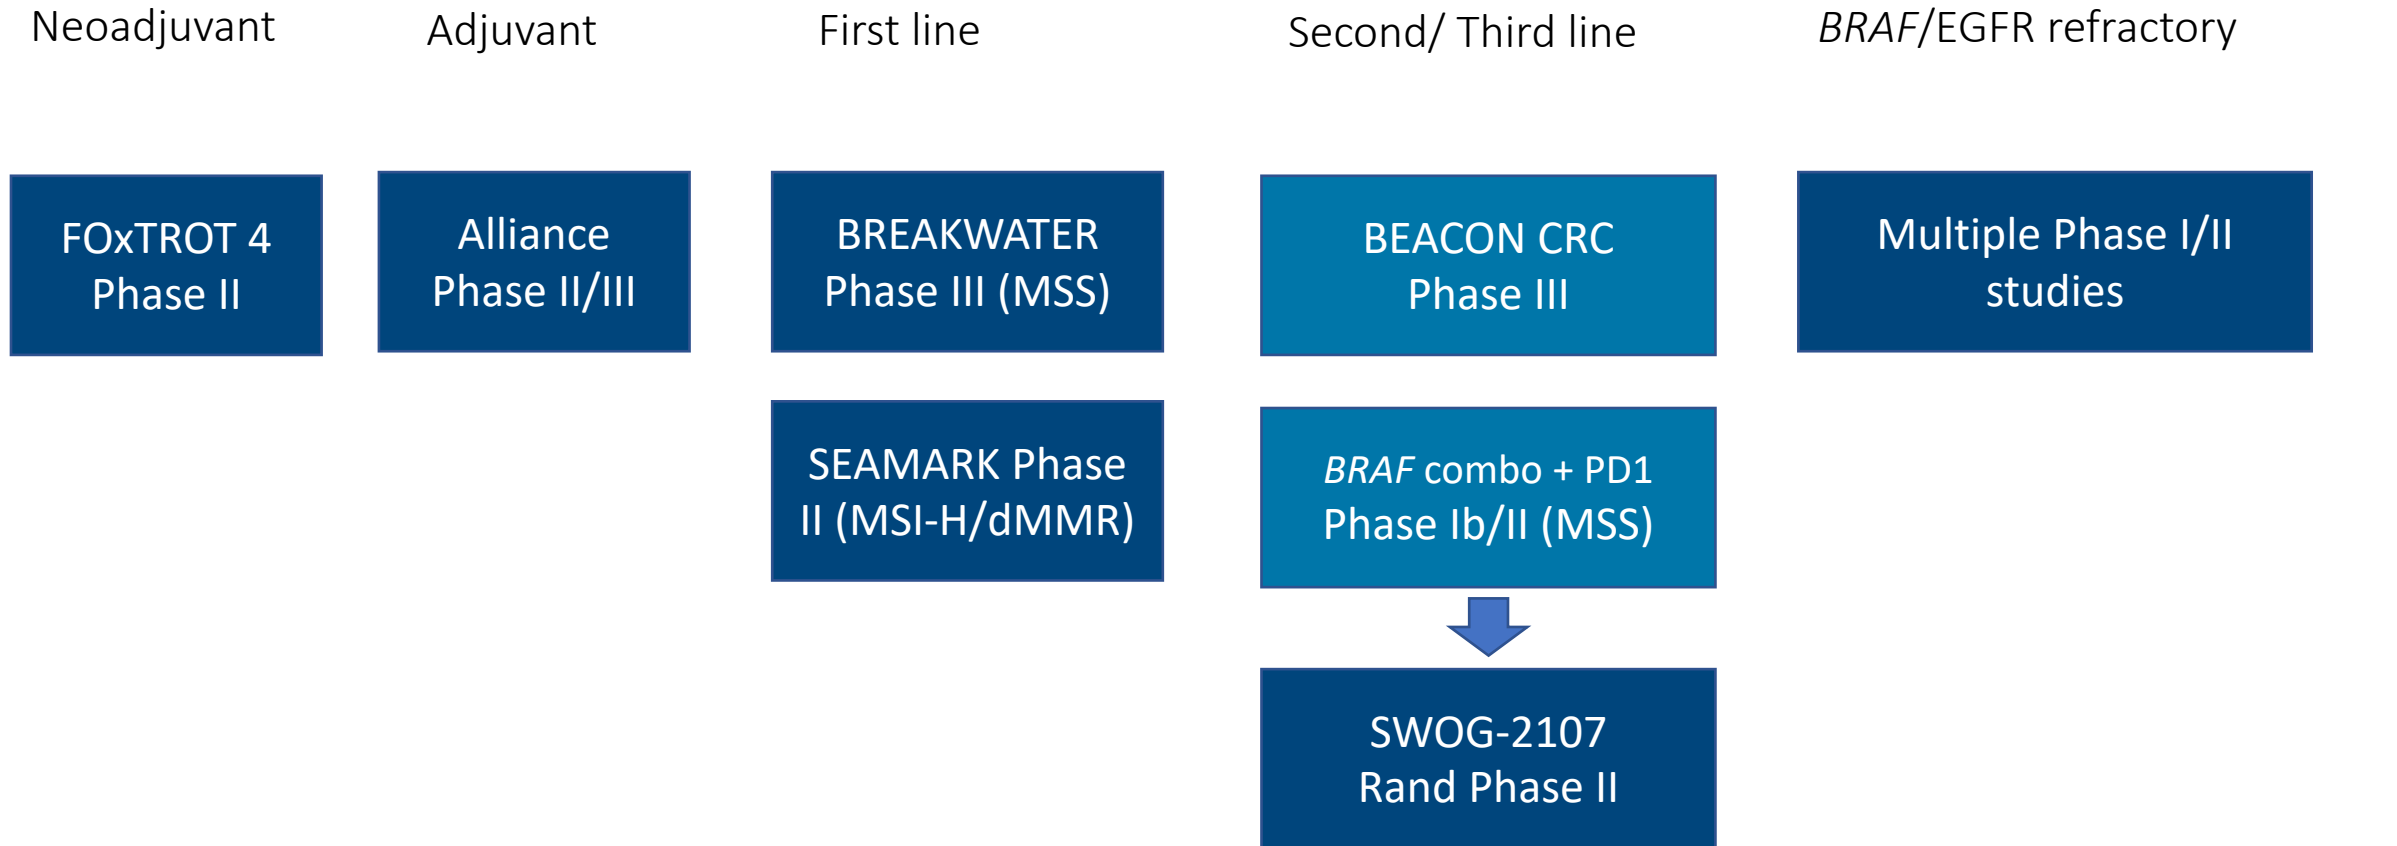 Neoadjuvant
Adjuvant
First line
Second/ Third line
BRAF/EGFR refractory
FOxTROT 4
Phase II
Alliance
Phase II/III
BREAKWATER
Phase III (MSS)
BEACON CRC
Phase III
Multiple Phase I/II
studies
SEAMARK Phase
II (MSI-H/dMMR)
BRAF combo + PD1
Phase Ib/II (MSS)
SWOG-2107
Rand Phase II